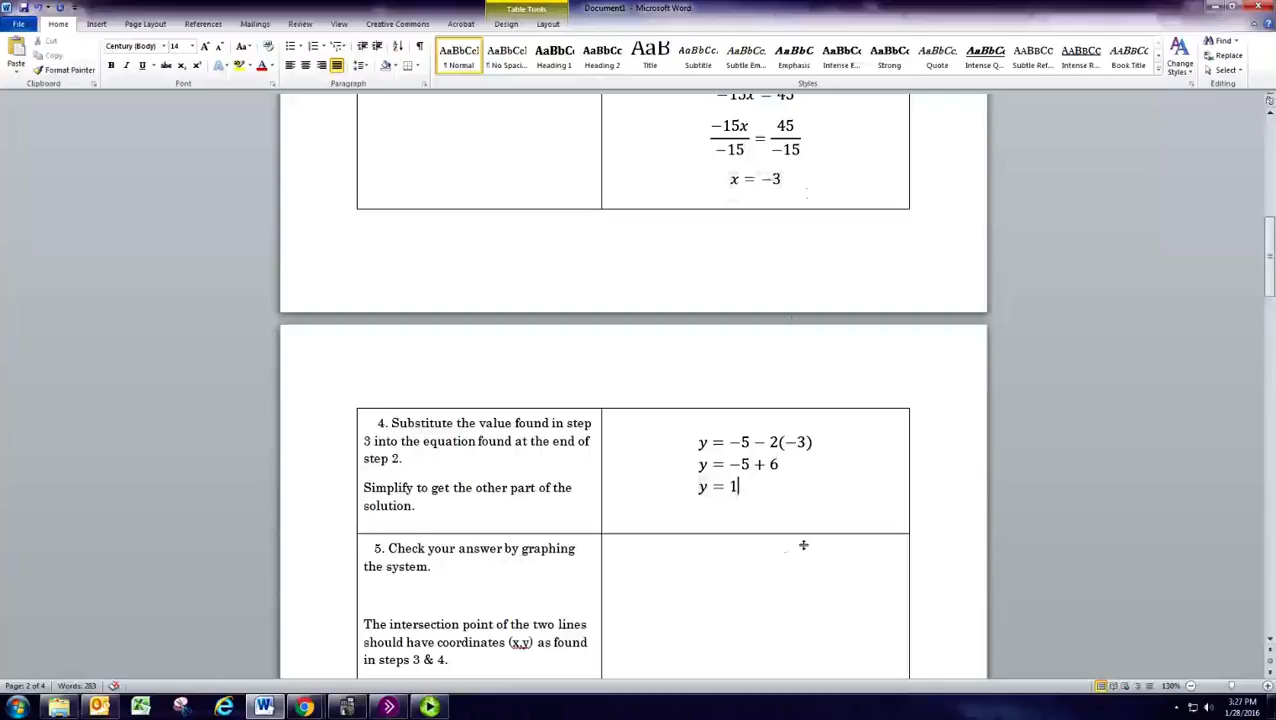 Table Tools
Document1 - Microsoft Word
File Home Insert Page Layout References Mailings Review View Creative Commons Acrobat Design Layout
Cut
Copy
Format Painter
Paste
Century (Body) 14
AaBbCcI AaBbCcI AaBbCc AaBbCc AaB AaBbCcI AaBbCcI AaBbC AaBbCcI AaBbCcI AaBbCcI AaBbCc AaBbCcI AaBbCcI AaBbCc
¶ Normal ¶ No Spaci... Heading 1 Heading 2 Title Subtitle Subtle Em... Emphasis Intense E... Strong Quote Intense Q... Subtle Ref... Intense R... Book Title
Change
Styles
Find
Replace
Select
Clipboard Font Paragraph Styles Editing
−15x = 45
−15x/−15 = 45/−15
x = −3
4. Substitute the value found in step
3 into the equation found at the end of
step 2.
Simplify to get the other part of the
solution.
y = −5 − 2(−3)
y = −5 + 6
y = 1
5. Check your answer by graphing
the system.
The intersection point of the two lines
should have coordinates (x,y) as found
in steps 3 & 4.
Page: 2 of 4 Words: 283
130%
3:27 PM
1/28/2016